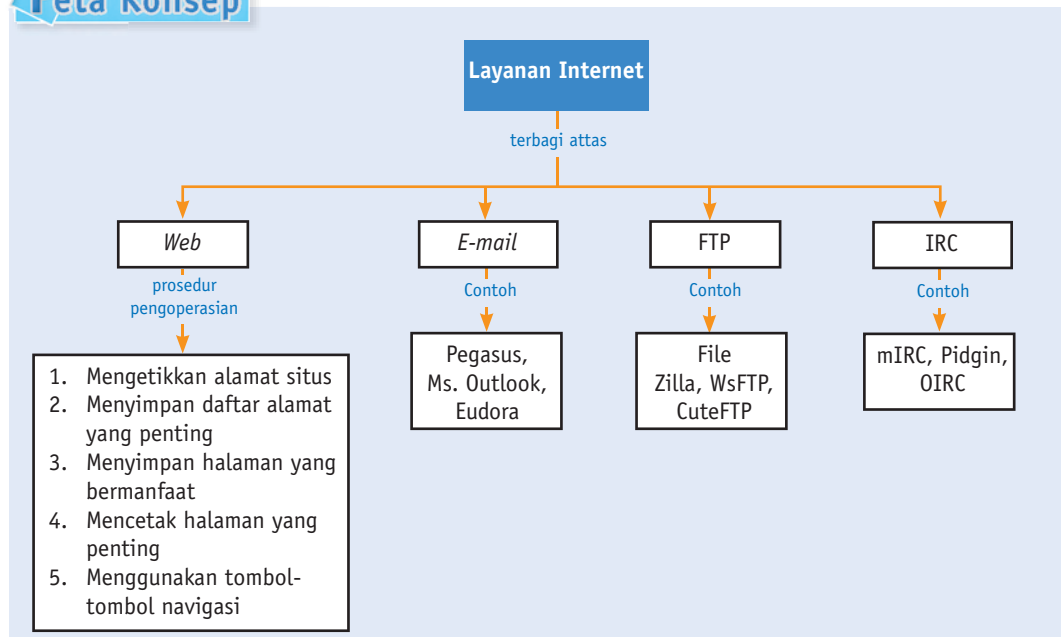 Peta Konsep
Layanan Internet
terbagi attas
Web
E-mail
FTP
IRC
prosedur
pengoperasian
Contoh
Contoh
Contoh
1. Mengetikkan alamat situs
2. Menyimpan daftar alamat
yang penting
3. Menyimpan halaman yang
bermanfaat
4. Mencetak halaman yang
penting
5. Menggunakan tombol-
tombol navigasi
Pegasus,
Ms. Outlook,
Eudora
File
Zilla, WsFTP,
CuteFTP
mIRC, Pidgin,
OIRC